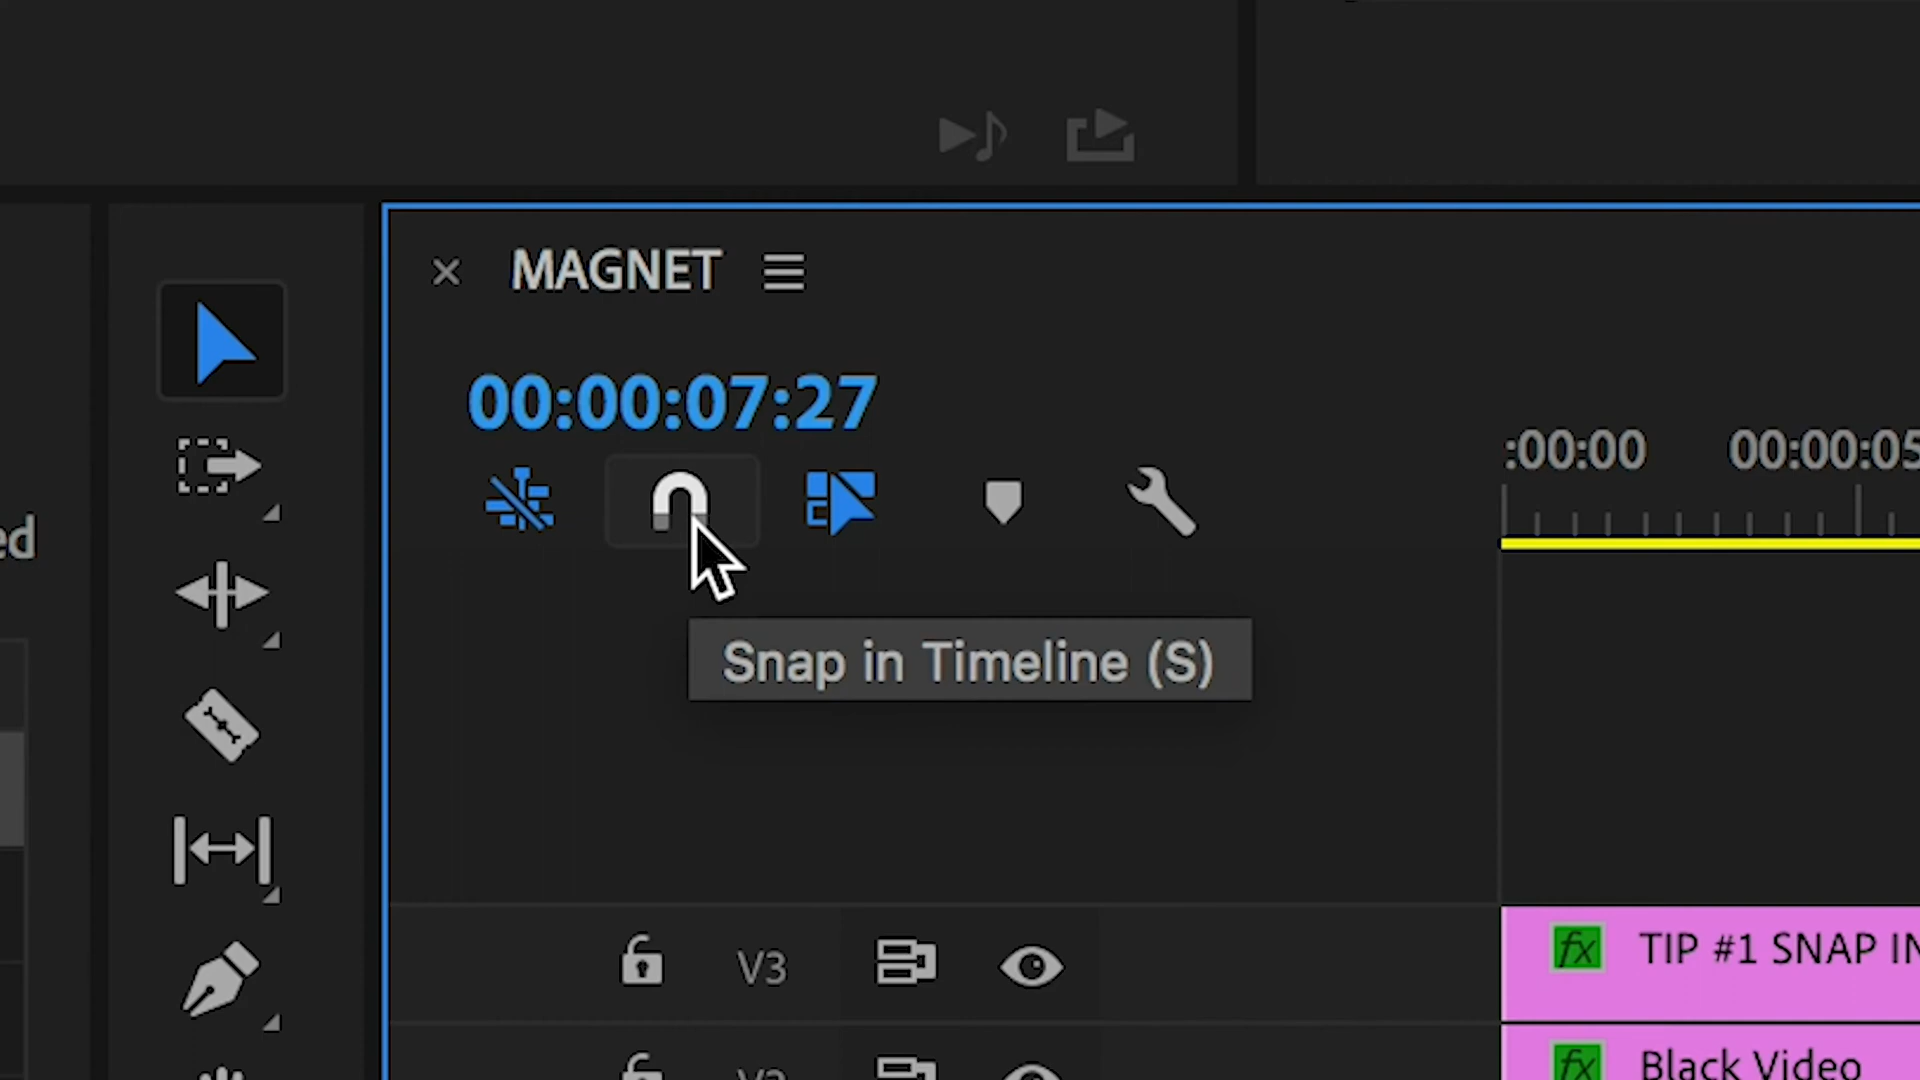 MAGNET
00:00:07:27
:00:00 00:00:05
ed
Snap in Timeline (S)
V3
fx TIP #1 SNAP IN
fx Black Video